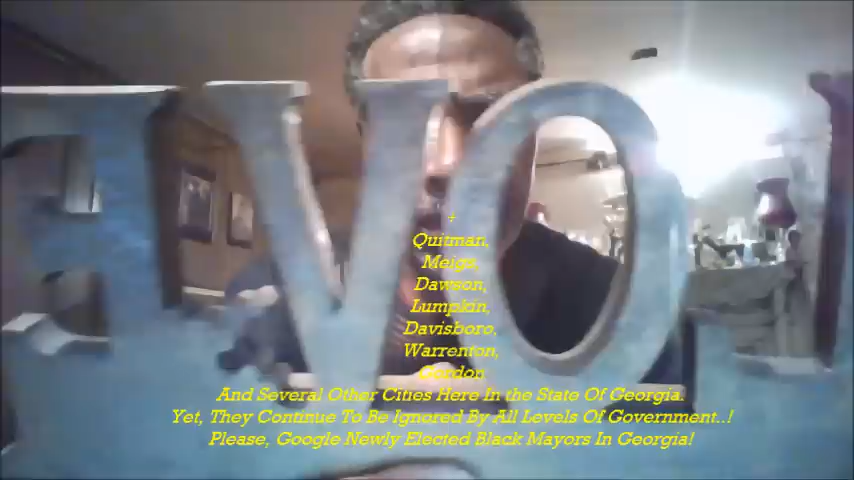 EVO
+
Quitman,
Meigs,
Dawson,
Lumpkin,
Davisboro,
Warrenton,
Gordon
And Several Other Cities Here In the State Of Georgia.
Yet, They Continue To Be Ignored By All Levels Of Government..!
Please, Google Newly Elected Black Mayors In Georgia!